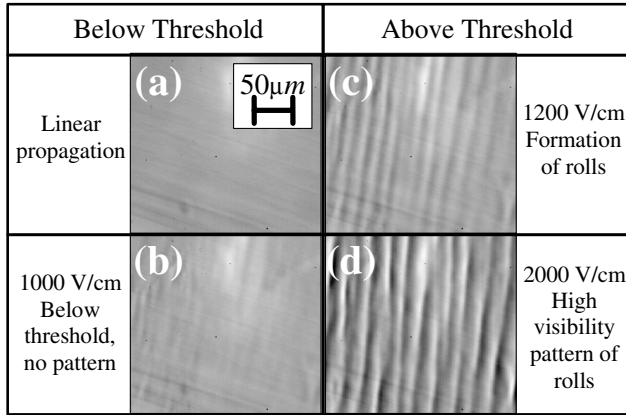 Below Threshold
Above Threshold
Linear
propagation
(a)
50μm
(c)
1200 V/cm
Formation
of rolls
1000 V/cm
Below
threshold,
no pattern
(b)
(d)
2000 V/cm
High
visibility
pattern of
rolls